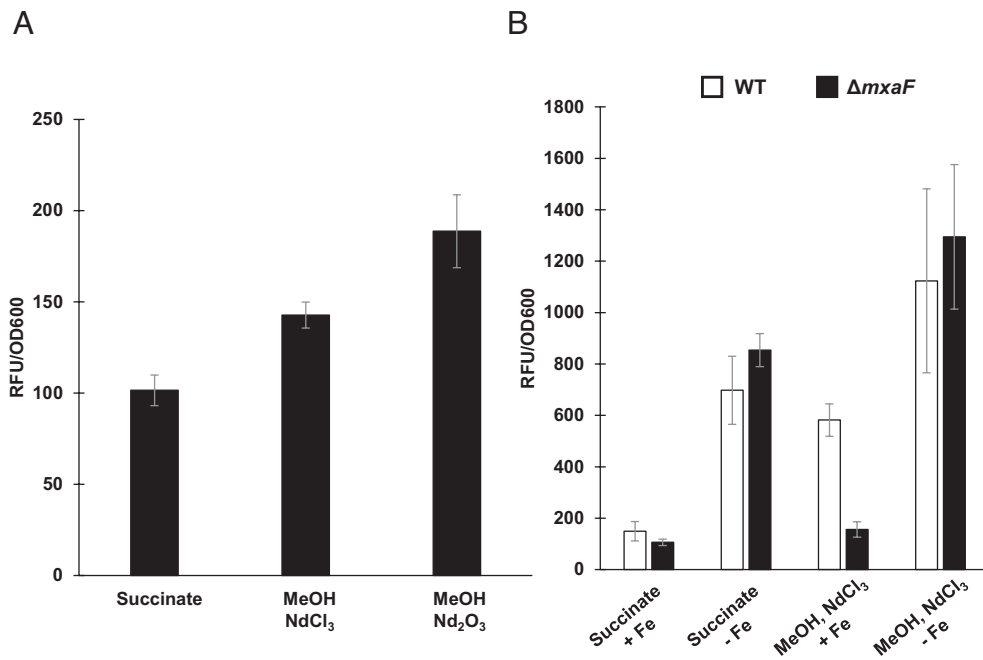 A
RFU/OD600
250
200
150
100
50
0
Succinate
MeOH
NdCl₃
MeOH
Nd₂O₃
B
WT
ΔmxaF
RFU/OD600
1800
1600
1400
1200
1000
800
600
400
200
0
Succinate
+ Fe
Succinate
- Fe
MeOH, NdCl₃
+ Fe
MeOH, NdCl₃
- Fe